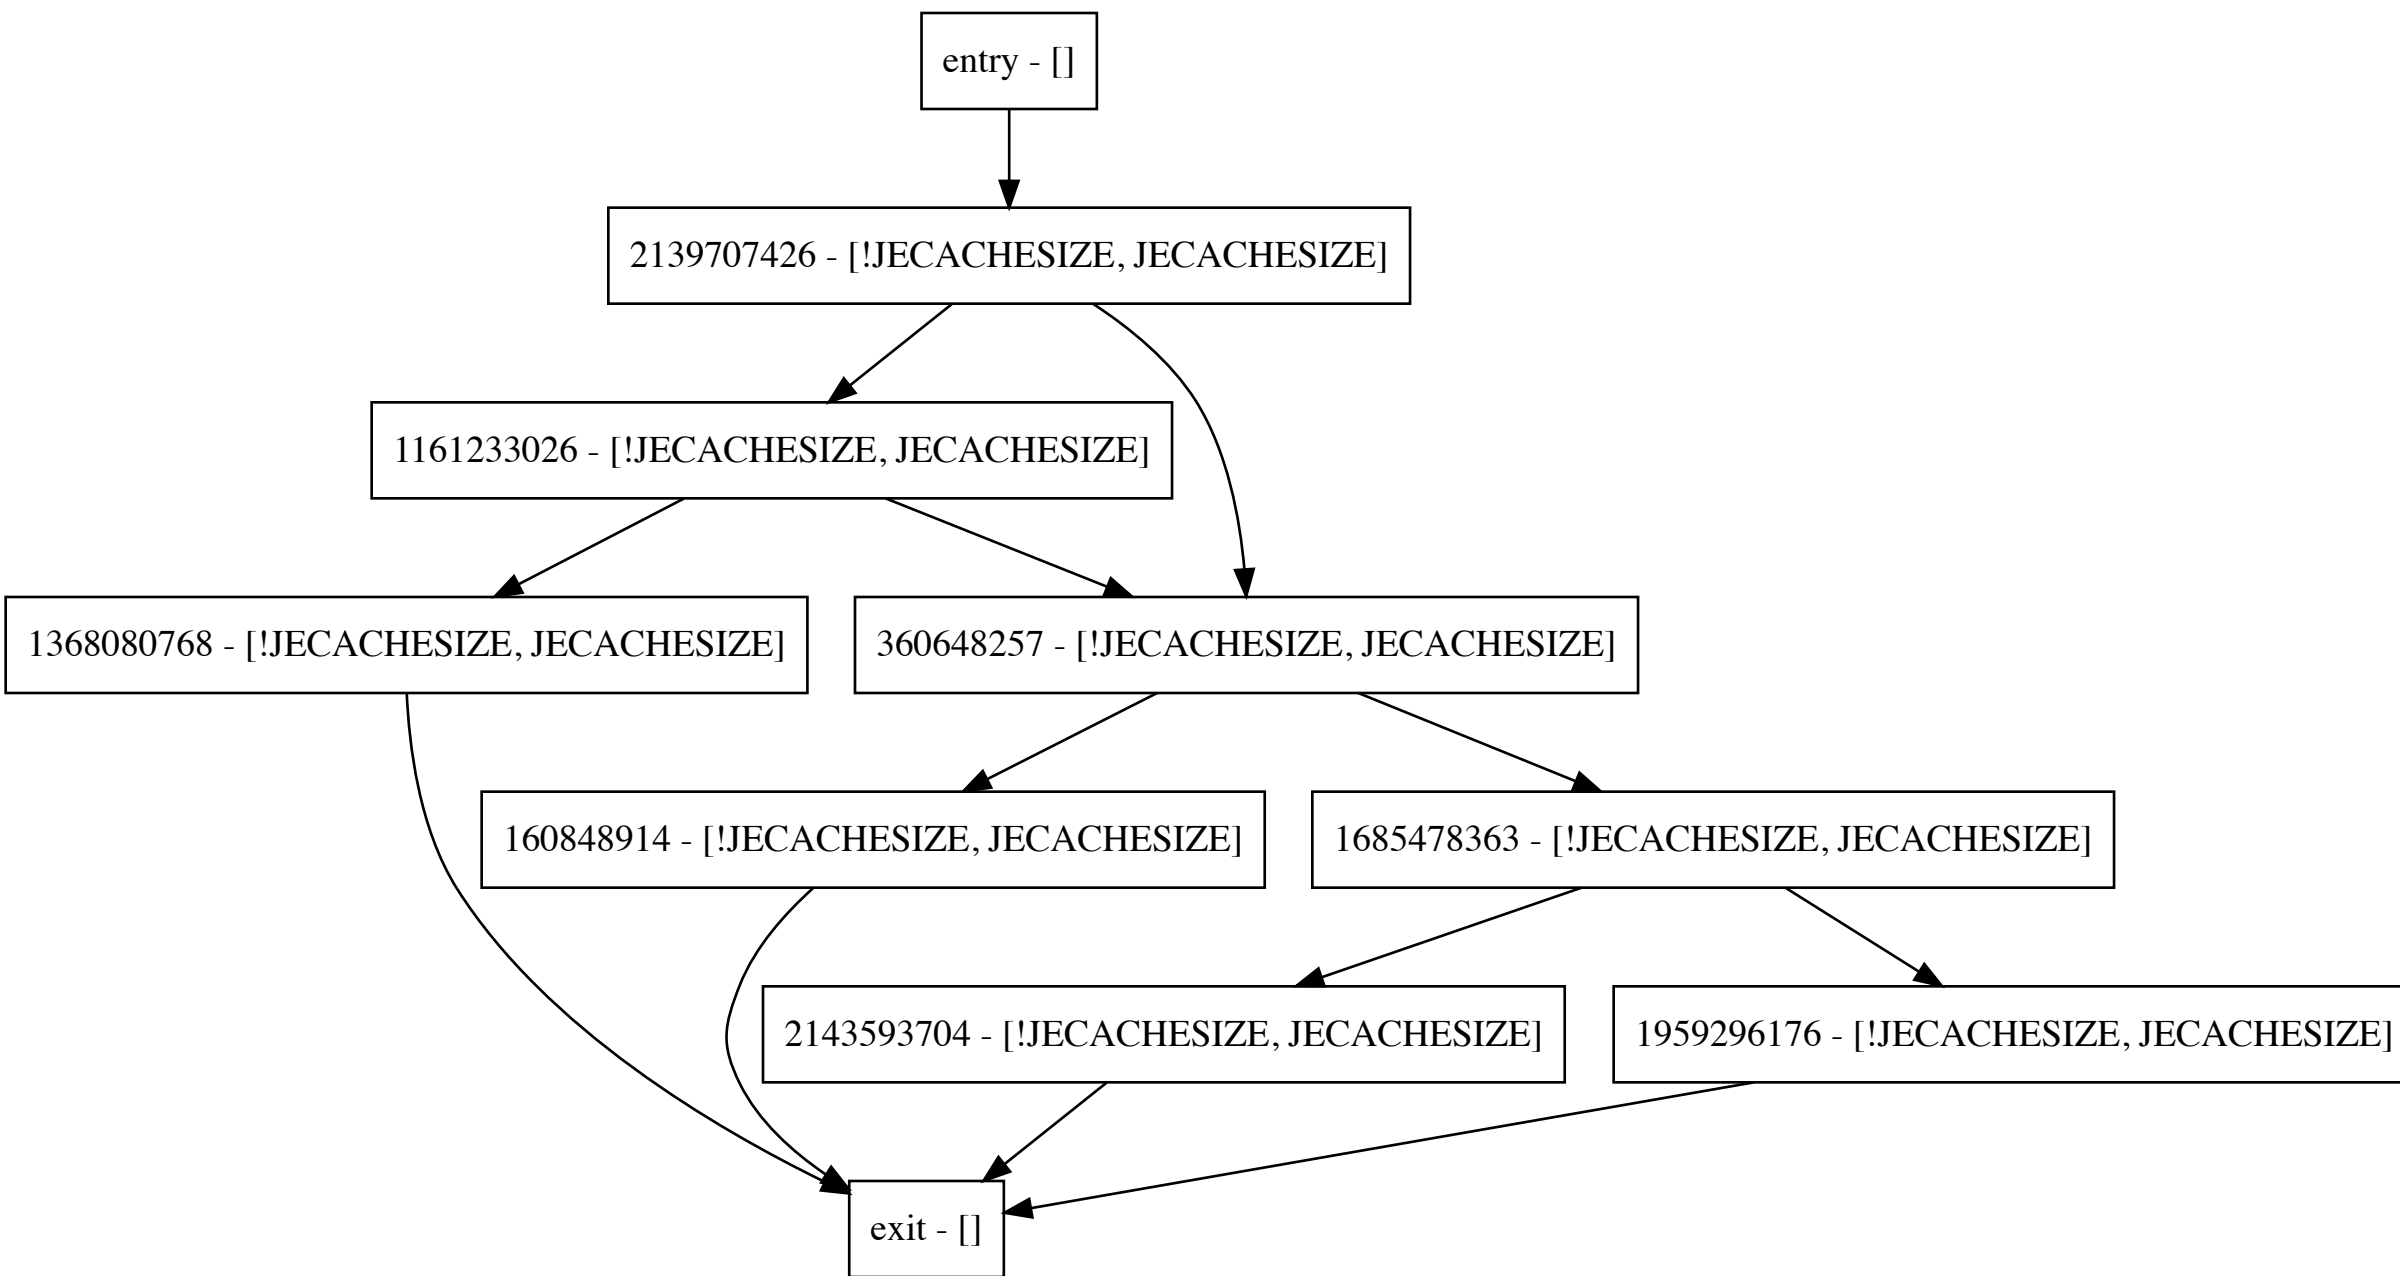 entry - []
2139707426 - [!JECACHESIZE, JECACHESIZE]
1161233026 - [!JECACHESIZE, JECACHESIZE]
1368080768 - [!JECACHESIZE, JECACHESIZE]
360648257 - [!JECACHESIZE, JECACHESIZE]
160848914 - [!JECACHESIZE, JECACHESIZE]
1685478363 - [!JECACHESIZE, JECACHESIZE]
2143593704 - [!JECACHESIZE, JECACHESIZE]
1959296176 - [!JECACHESIZE, JECACHESIZE]
exit - []